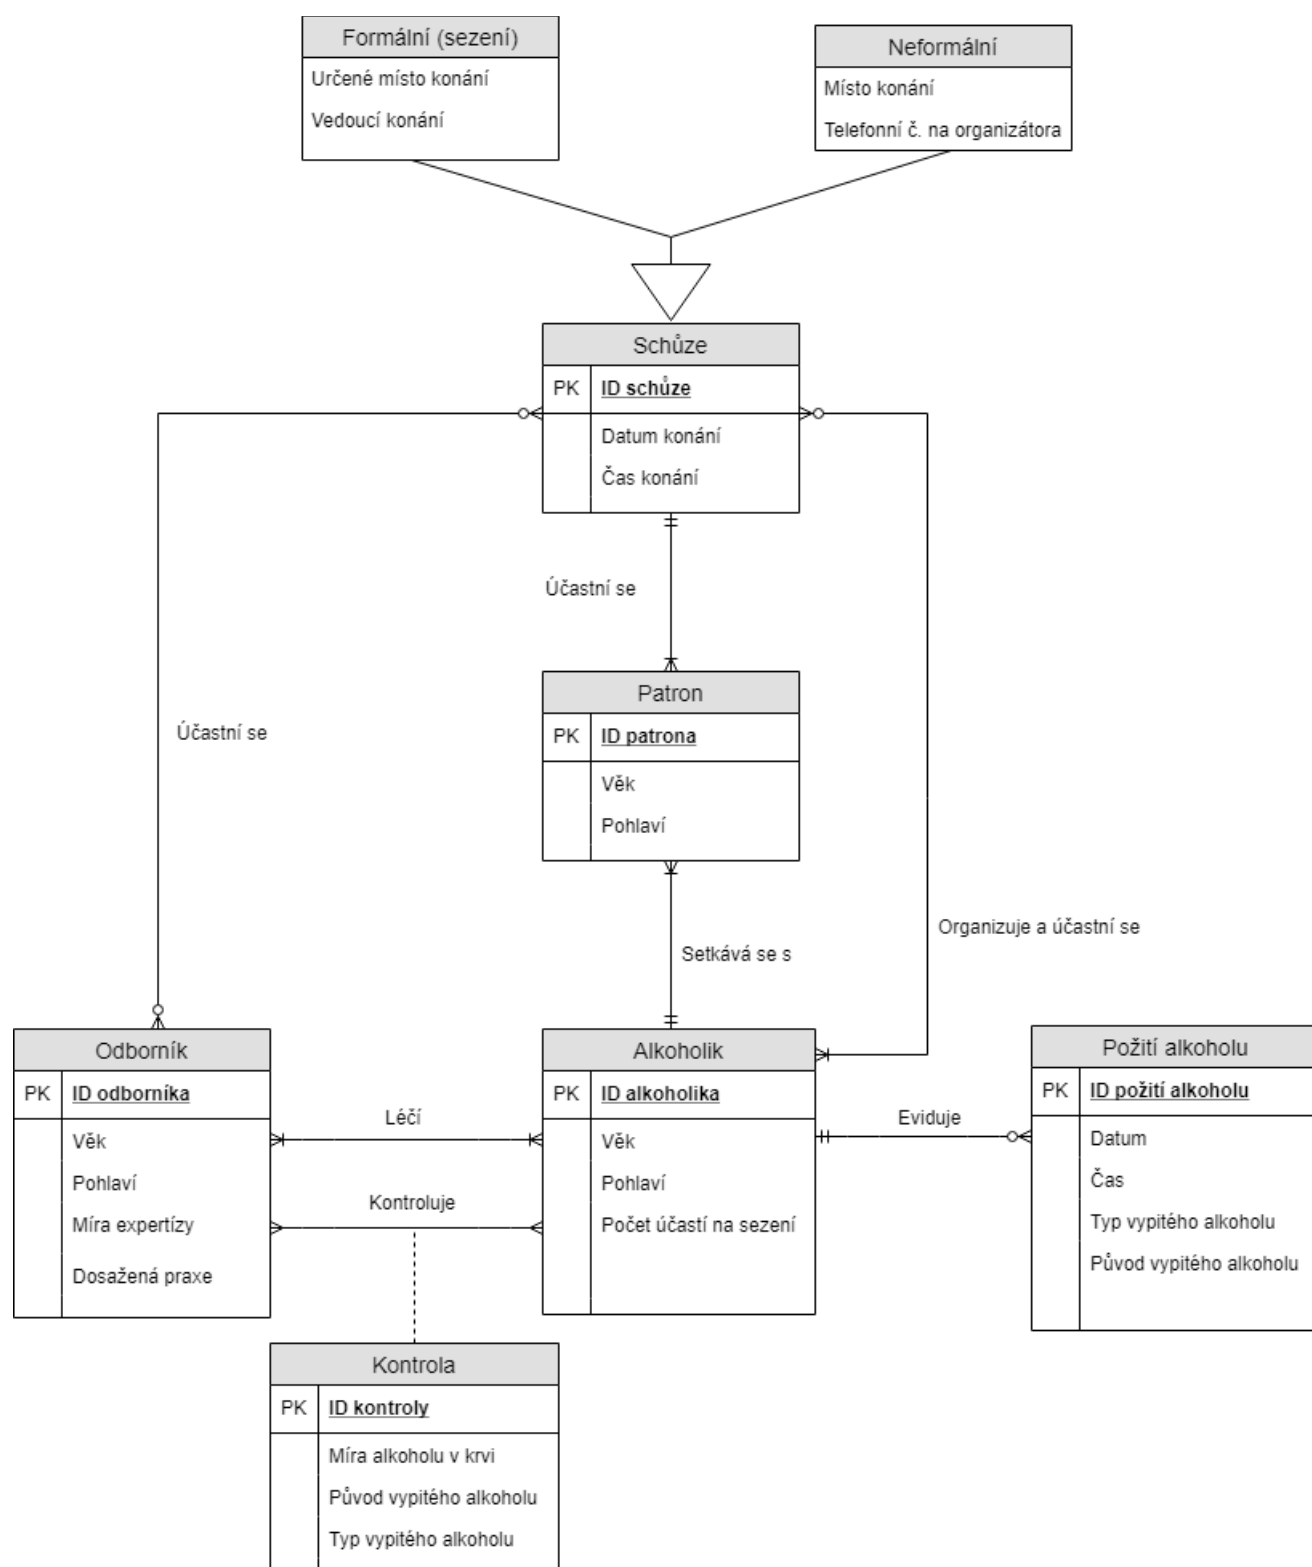 Formální (sezení)
Určené místo konání
Vedoucí konání
Neformální
Místo konání
Telefonní č. na organizátora
Schůze
PK ID schůze
Datum konání
Čas konání
Účastní se
Patron
PK ID patrona
Věk
Pohlaví
Účastní se
Organizuje a účastní se
Setkává se s
Odborník
PK ID odborníka
Věk
Pohlaví
Míra expertízy
Dosažená praxe
Léčí
Kontroluje
Alkoholik
PK ID alkoholika
Věk
Pohlaví
Počet účastí na sezení
Eviduje
Požití alkoholu
PK ID požití alkoholu
Datum
Čas
Typ vypitého alkoholu
Původ vypitého alkoholu
Kontrola
PK ID kontroly
Míra alkoholu v krvi
Původ vypitého alkoholu
Typ vypitého alkoholu